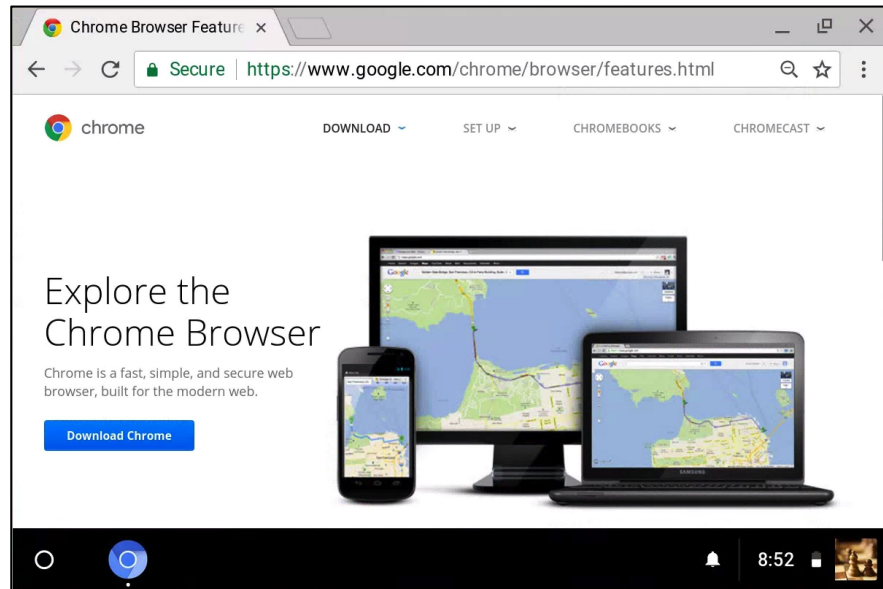 Chrome Browser Feature
Secure https://www.google.com/chrome/browser/features.html
chrome
DOWNLOAD
SET UP
CHROMEBOOKS
CHROMECAST
Explore the
Chrome Browser
Chrome is a fast, simple, and secure web
browser, built for the modern web.
Download Chrome
Google
Google
SAMSUNG
8:52